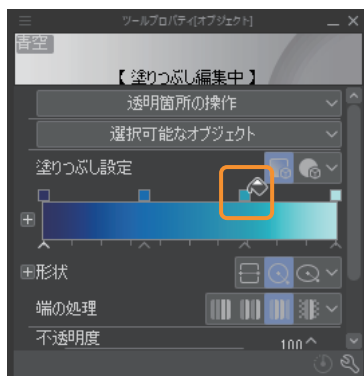 ツールプロパティ[オブジェクト]
青空
【 塗りつぶし編集中 】
透明箇所の操作
選択可能なオブジェクト
塗りつぶし設定
形状
端の処理
不透明度 100